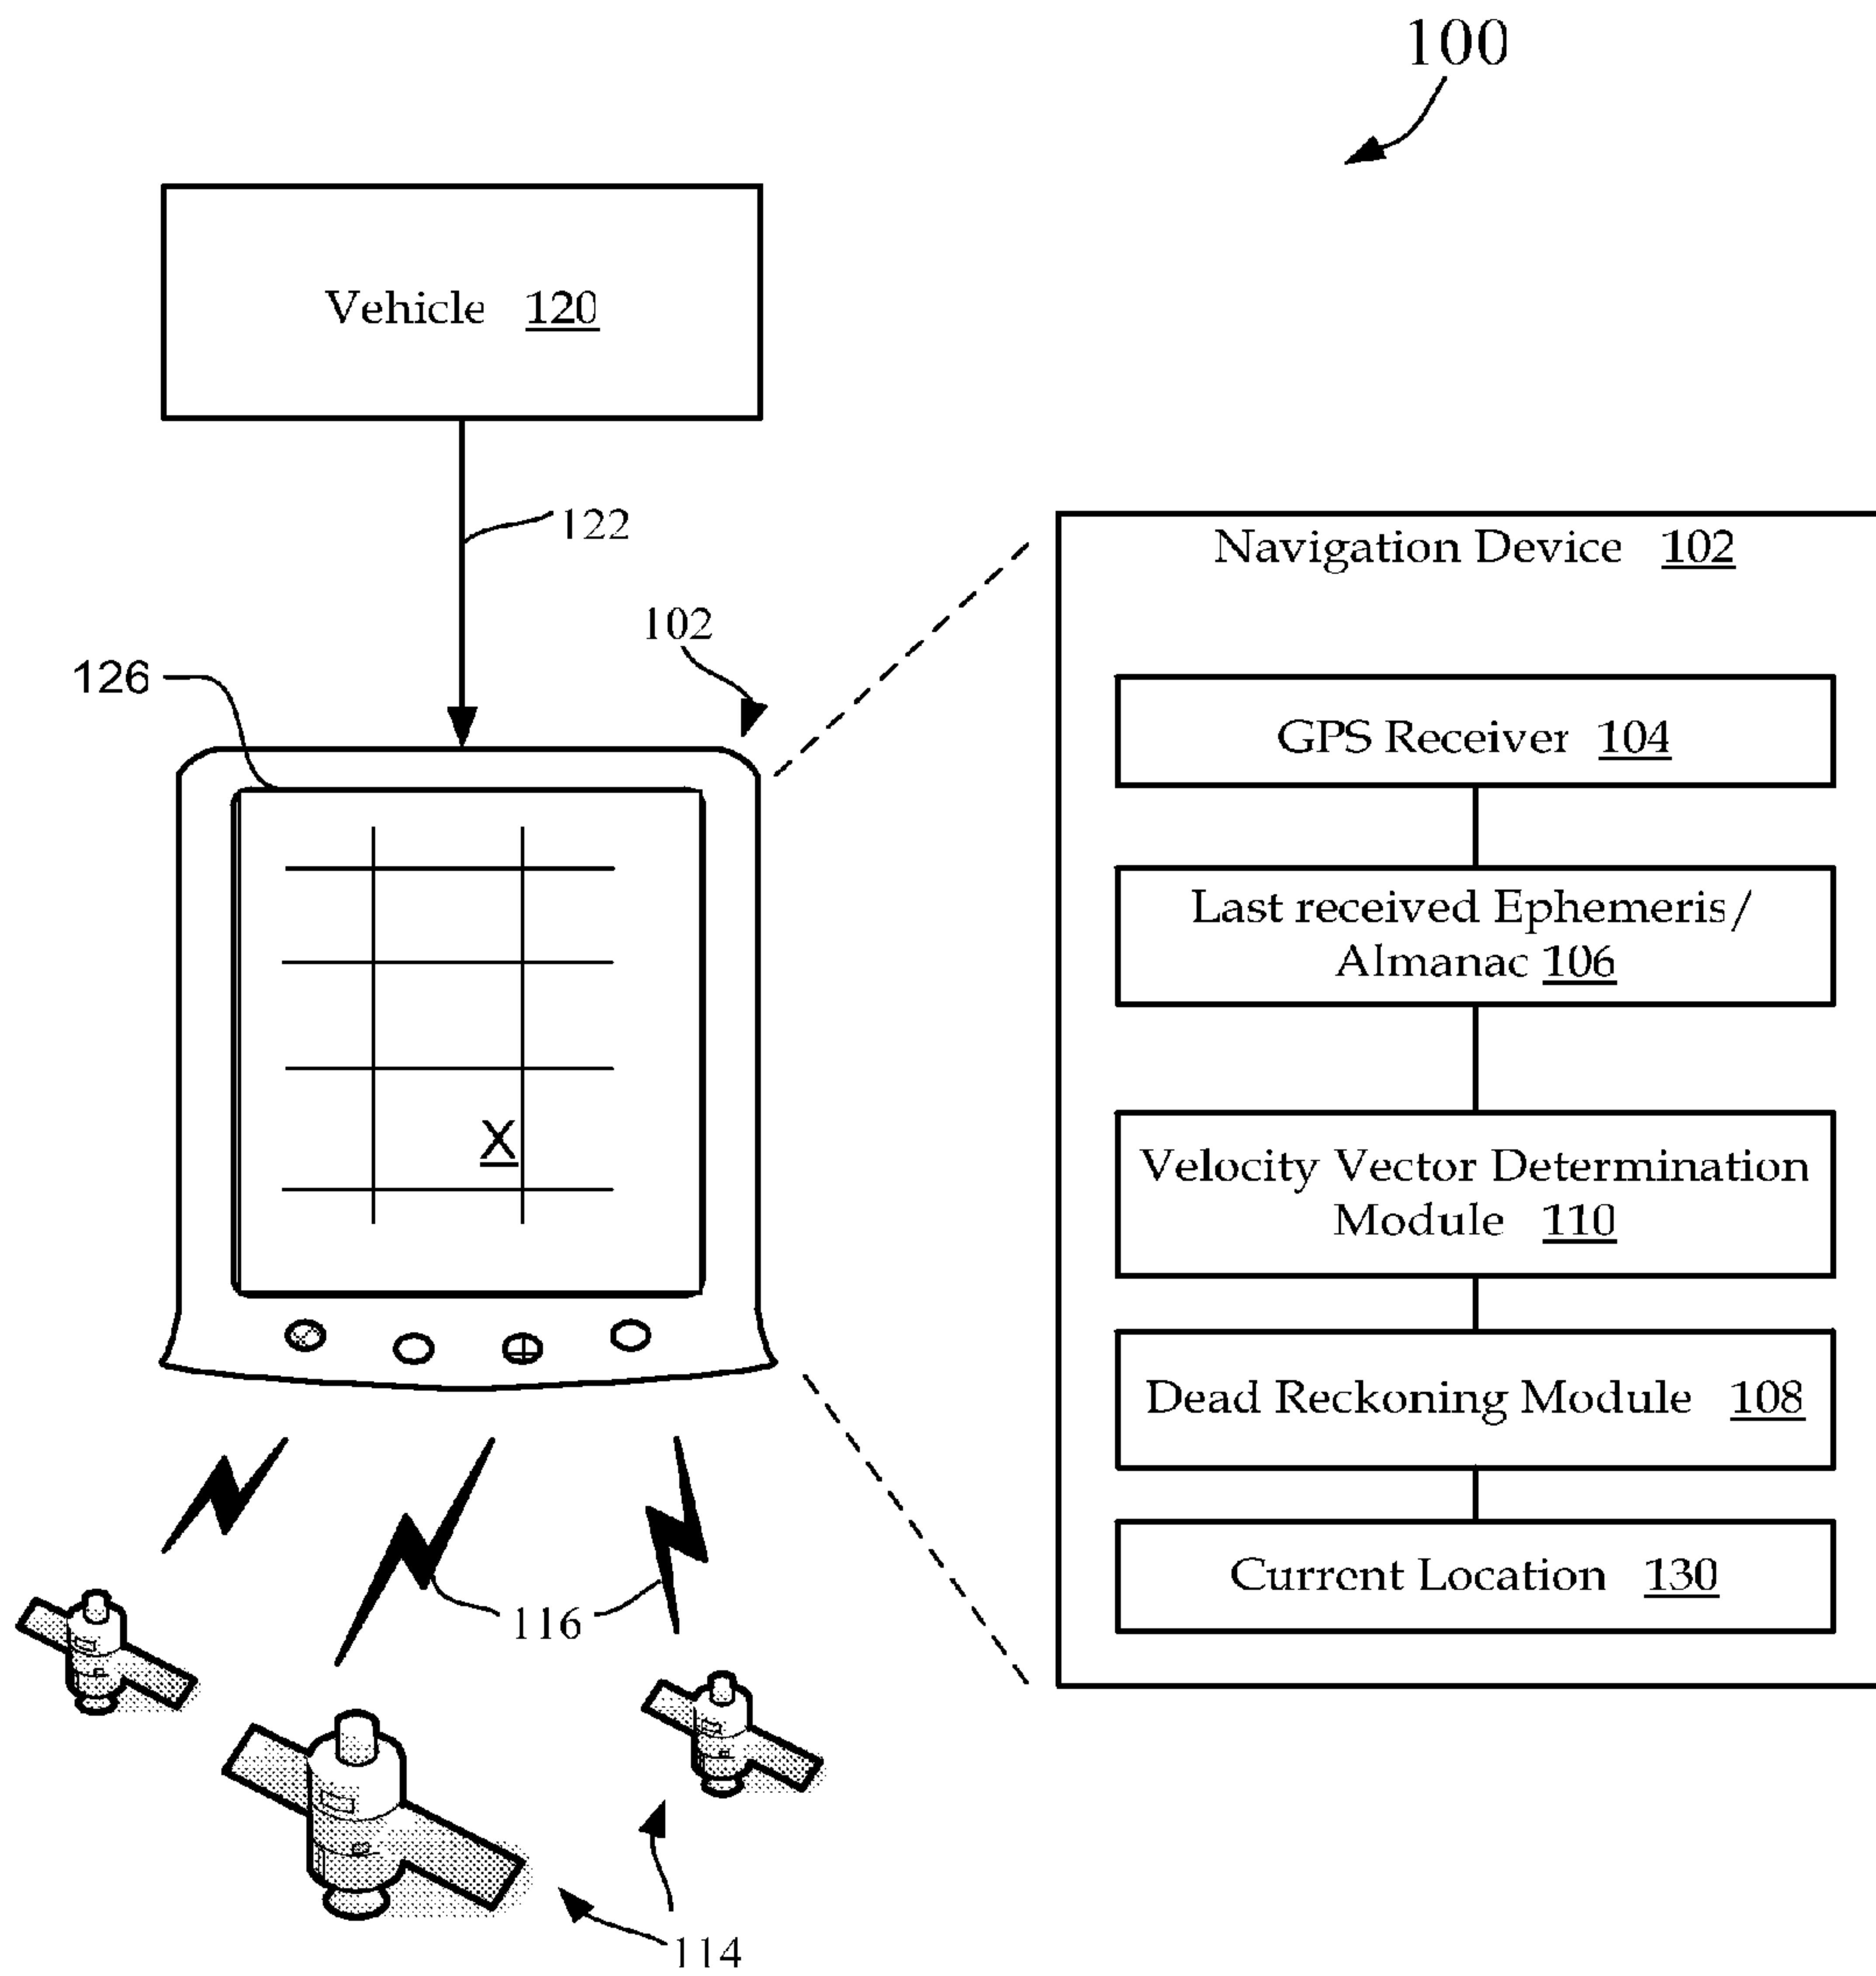 100
Vehicle 120
122
102
126
X
116
114
Navigation Device 102
GPS Receiver 104
Last received Ephemeris/
Almanac 106
Velocity Vector Determination
Module 110
Dead Reckoning Module 108
Current Location 130